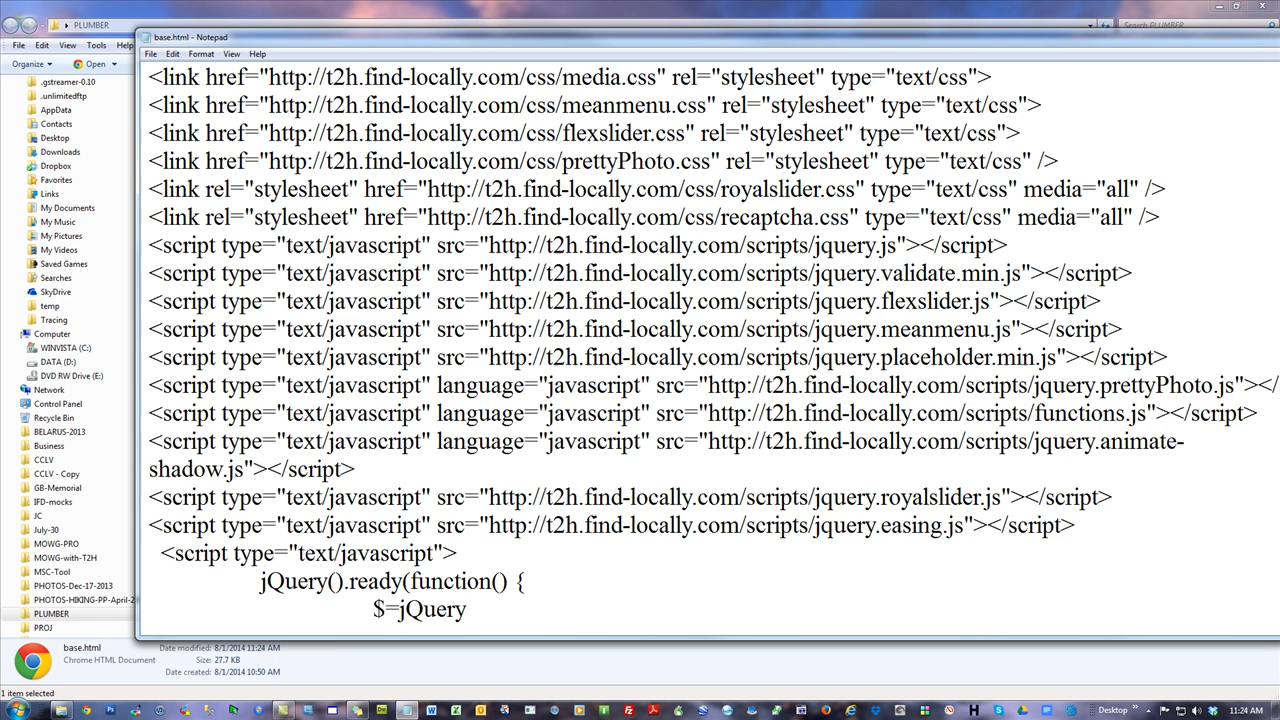 PLUMBER
Search PLUMBER
File Edit View Tools Help
base.html - Notepad
Organize Open
File Edit Format View Help
.gstreamer-0.10
.unlimitedftp
AppData
Contacts
Desktop
Downloads
Dropbox
Favorites
Links
My Documents
My Music
My Pictures
My Videos
Saved Games
Searches
SkyDrive
temp
Tracing
Computer
WINVISTA (C:)
DATA (D:)
DVD RW Drive (E:)
Network
Control Panel
Recycle Bin
BELARUS-2013
Business
CCLV
CCLV - Copy
GB-Memorial
IFD-mocks
JC
July-30
MOWG-PRO
MOWG-with-T2H
MSC-Tool
PHOTOS-Dec-17-2013
PHOTOS-HIKING-PP-April-2
PLUMBER
PROJ
<link href="http://t2h.find-locally.com/css/media.css" rel="stylesheet" type="text/css">
<link href="http://t2h.find-locally.com/css/meanmenu.css" rel="stylesheet" type="text/css">
<link href="http://t2h.find-locally.com/css/flexslider.css" rel="stylesheet" type="text/css">
<link href="http://t2h.find-locally.com/css/prettyPhoto.css" rel="stylesheet" type="text/css" />
<link rel="stylesheet" href="http://t2h.find-locally.com/css/royalslider.css" type="text/css" media="all" />
<link rel="stylesheet" href="http://t2h.find-locally.com/css/recaptcha.css" type="text/css" media="all" />
<script type="text/javascript" src="http://t2h.find-locally.com/scripts/jquery.js"></script>
<script type="text/javascript" src="http://t2h.find-locally.com/scripts/jquery.validate.min.js"></script>
<script type="text/javascript" src="http://t2h.find-locally.com/scripts/jquery.flexslider.js"></script>
<script type="text/javascript" src="http://t2h.find-locally.com/scripts/jquery.meanmenu.js"></script>
<script type="text/javascript" src="http://t2h.find-locally.com/scripts/jquery.placeholder.min.js"></script>
<script type="text/javascript" language="javascript" src="http://t2h.find-locally.com/scripts/jquery.prettyPhoto.js"></
<script type="text/javascript" language="javascript" src="http://t2h.find-locally.com/scripts/functions.js"></script>
<script type="text/javascript" language="javascript" src="http://t2h.find-locally.com/scripts/jquery.animate-
shadow.js"></script>
<script type="text/javascript" src="http://t2h.find-locally.com/scripts/jquery.royalslider.js"></script>
<script type="text/javascript" src="http://t2h.find-locally.com/scripts/jquery.easing.js"></script>
<script type="text/javascript">
jQuery().ready(function() {
$=jQuery
base.html Date modified: 8/1/2014 11:24 AM
Chrome HTML Document Size: 27.7 KB
Date created: 8/1/2014 10:50 AM
1 item selected
Desktop 11:24 AM